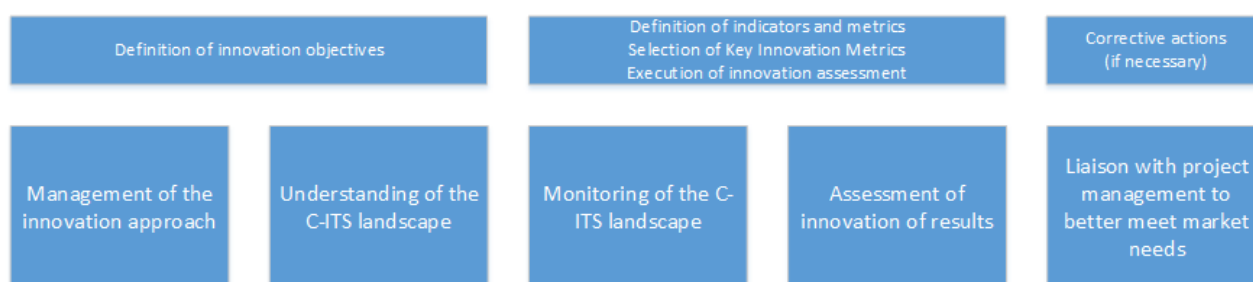 Definition of innovation objectives
Definition of indicators and metrics
Selection of Key Innovation Metrics
Execution of innovation assessment
Corrective actions
(if necessary)
Management of the
innovation approach
Understanding of the
C-ITS landscape
Monitoring of the C-
ITS landscape
Assessment of
innovation of results
Liaison with project
management to
better meet market
needs